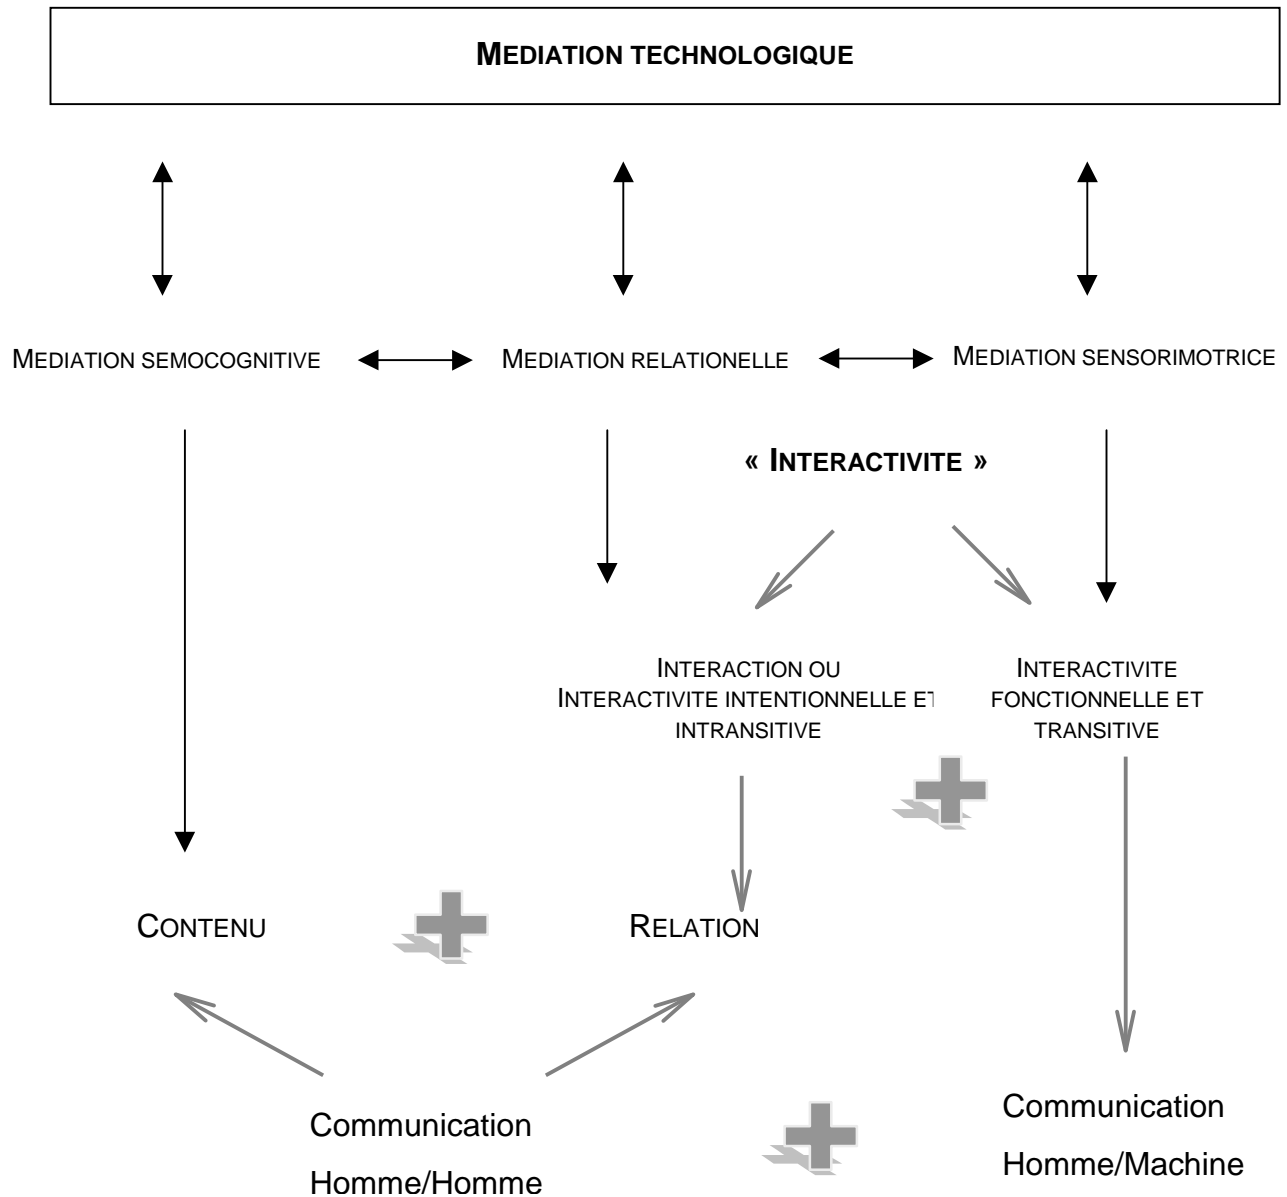 MEDIATION TECHNOLOGIQUE
MEDIATION SEMOCOGNITIVE
MEDIATION RELATIONELLE
MEDIATION SENSORIMOTRICE
« INTERACTIVITE »
INTERACTION OU
INTERACTIVITE INTENTIONNELLE ET
INTRANSITIVE
INTERACTIVITE
FONCTIONNELLE ET
TRANSITIVE
CONTENU
RELATION
Communication
Homme/Homme
Communication
Homme/Machine